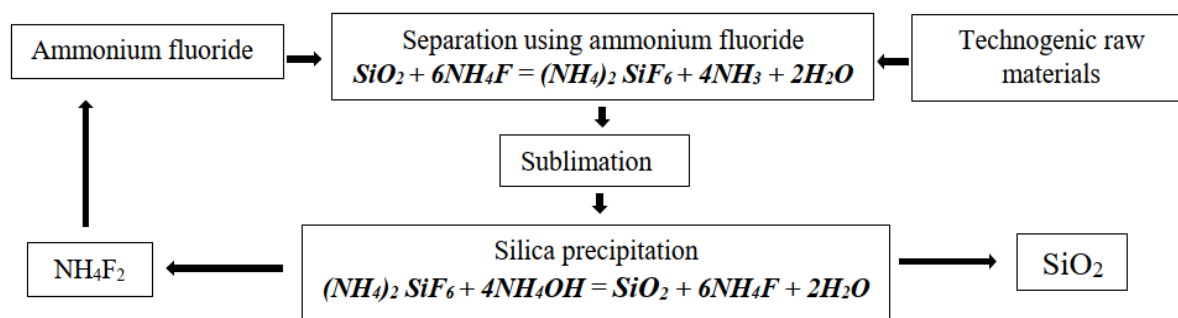 Ammonium fluoride
Separation using ammonium fluoride
SiO₂ + 6NH₄F = (NH₄)₂ SiF₆ + 4NH₃ + 2H₂O
Technogenic raw
materials
Sublimation
Silica precipitation
(NH₄)₂ SiF₆ + 4NH₄OH = SiO₂ + 6NH₄F + 2H₂O
NH₄F₂
SiO₂